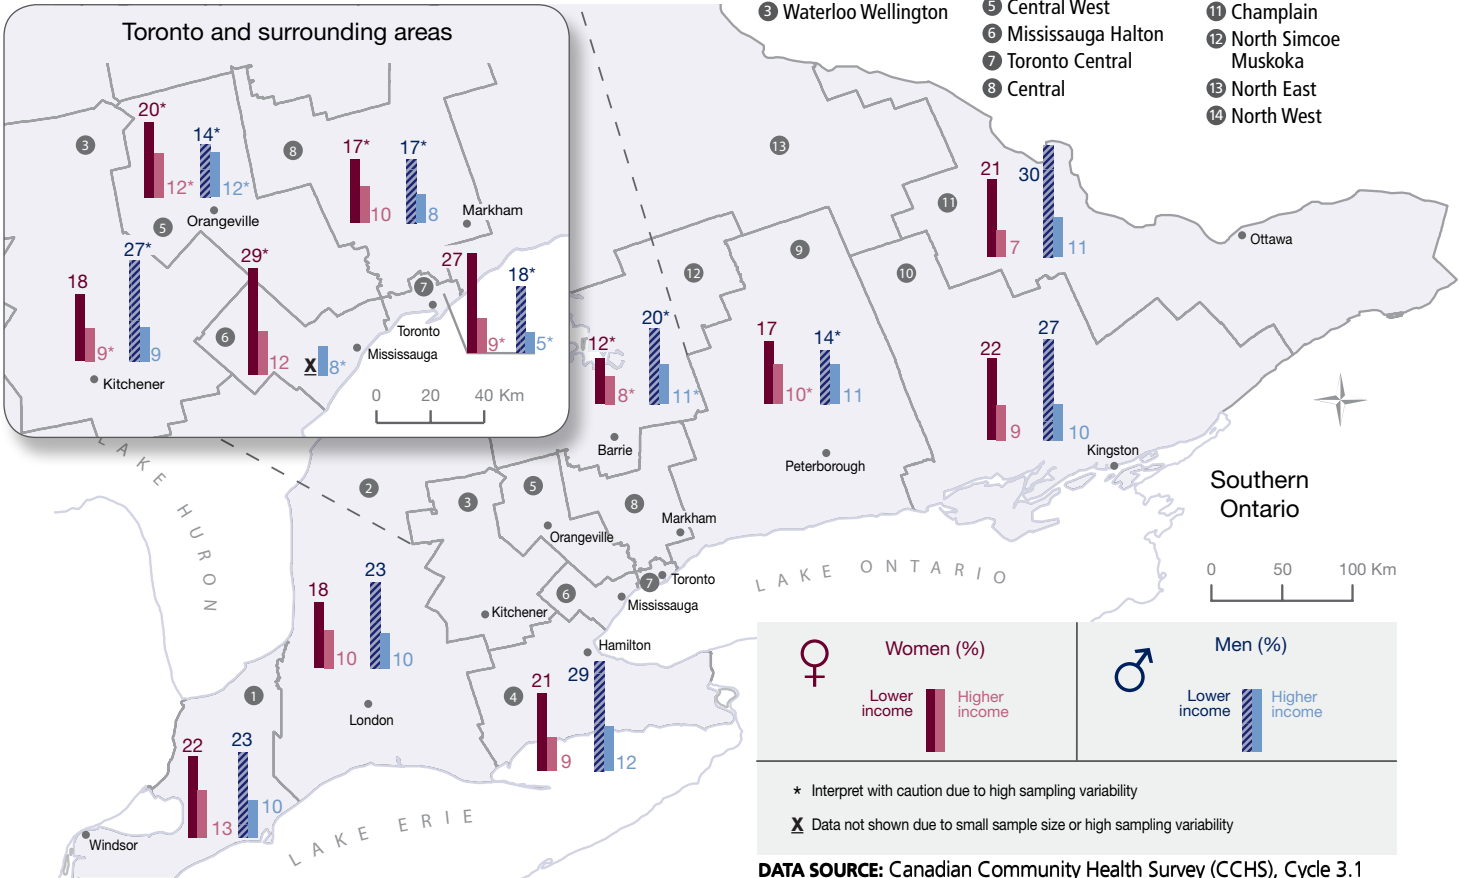 Toronto and surrounding areas
3 Waterloo Wellington
5 Central West
6 Mississauga Halton
7 Toronto Central
8 Central
11 Champlain
12 North Simcoe
Muskoka
13 North East
14 North West
3
20*
12*
14*
12*
5
Orangeville
8
17*
10
17*
8
Markham
18
9*
27*
9
Kitchener
6
29*
12
X
8*
Mississauga
7
Toronto
27
9*
18*
5*
0 20 40 Km
13
11
21
7
30
11
Ottawa
12
12*
8*
20*
11*
Barrie
9
17
10*
14*
11
Peterborough
10
22
9
27
10
Kingston
Southern
Ontario
0 50 100 Km
LAKE HURON
2
3
5
Orangeville
8
Markham
7
Toronto
6
Mississauga
Kitchener
Hamilton
LAKE ONTARIO
18
10
23
10
London
4
21
9
29
12
1
22
13
23
10
Windsor
LAKE ERIE
Women (%)
Lower
income
Higher
income
Men (%)
Lower
income
Higher
income
* Interpret with caution due to high sampling variability
X Data not shown due to small sample size or high sampling variability
DATA SOURCE: Canadian Community Health Survey (CCHS), Cycle 3.1